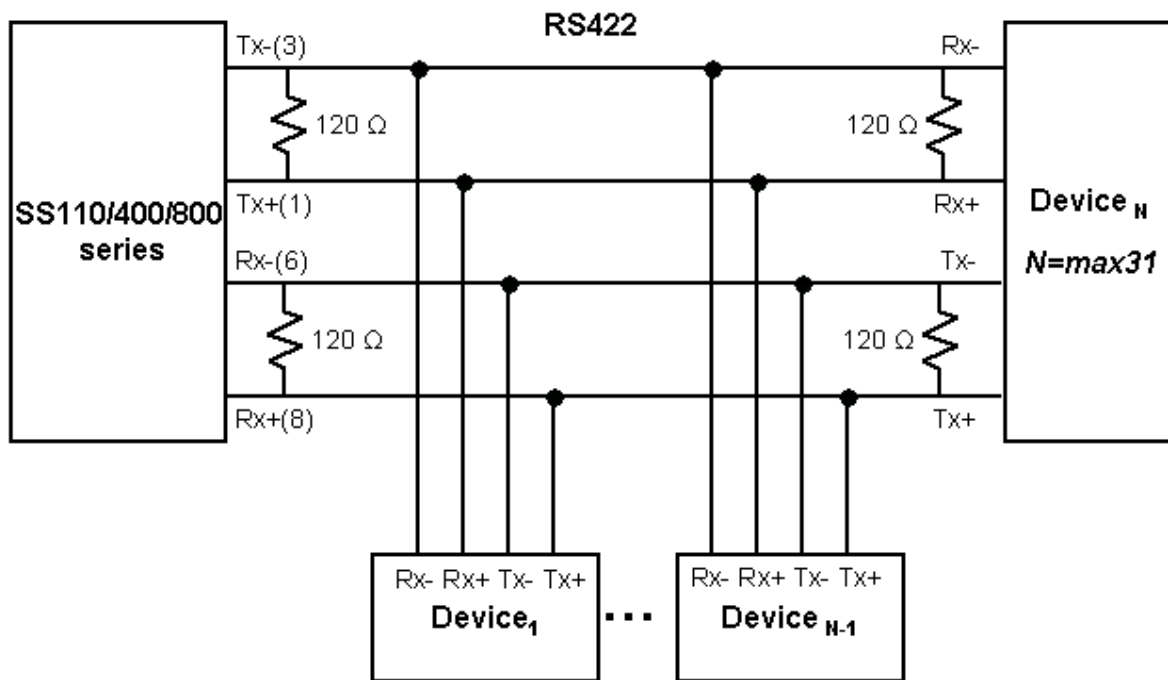 RS422
Tx-(3)
Rx-
120 Ω
120 Ω
Tx+(1)
Rx+
SS110/400/800
series
Device N
N=max31
Rx-(6)
Tx-
120 Ω
120 Ω
Rx+(8)
Tx+
Rx- Rx+ Tx- Tx+
Device1
...
Rx- Rx+ Tx- Tx+
Device N-1